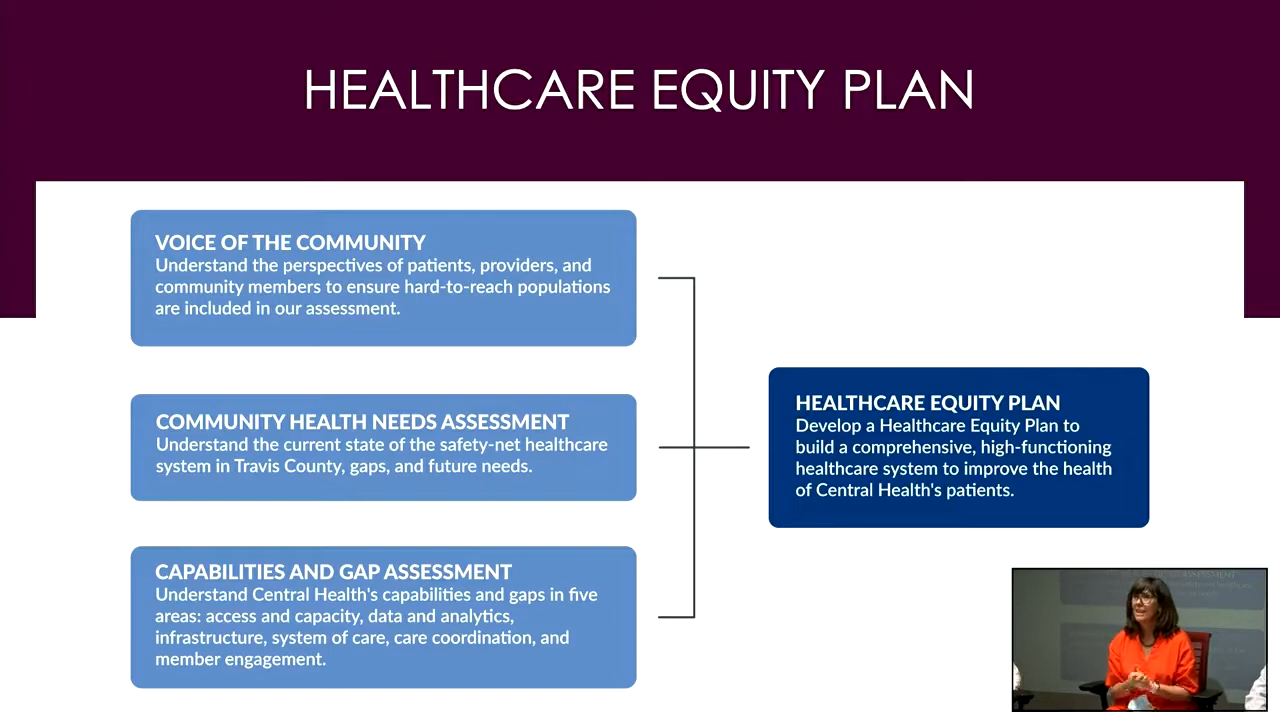 HEALTHCARE EQUITY PLAN
VOICE OF THE COMMUNITY
Understand the perspectives of patients, providers, and
community members to ensure hard-to-reach populations
are included in our assessment.
COMMUNITY HEALTH NEEDS ASSESSMENT
Understand the current state of the safety-net healthcare
system in Travis County, gaps, and future needs.
CAPABILITIES AND GAP ASSESSMENT
Understand Central Health's capabilities and gaps in five
areas: access and capacity, data and analytics,
infrastructure, system of care, care coordination, and
member engagement.
HEALTHCARE EQUITY PLAN
Develop a Healthcare Equity Plan to
build a comprehensive, high-functioning
healthcare system to improve the health
of Central Health's patients.